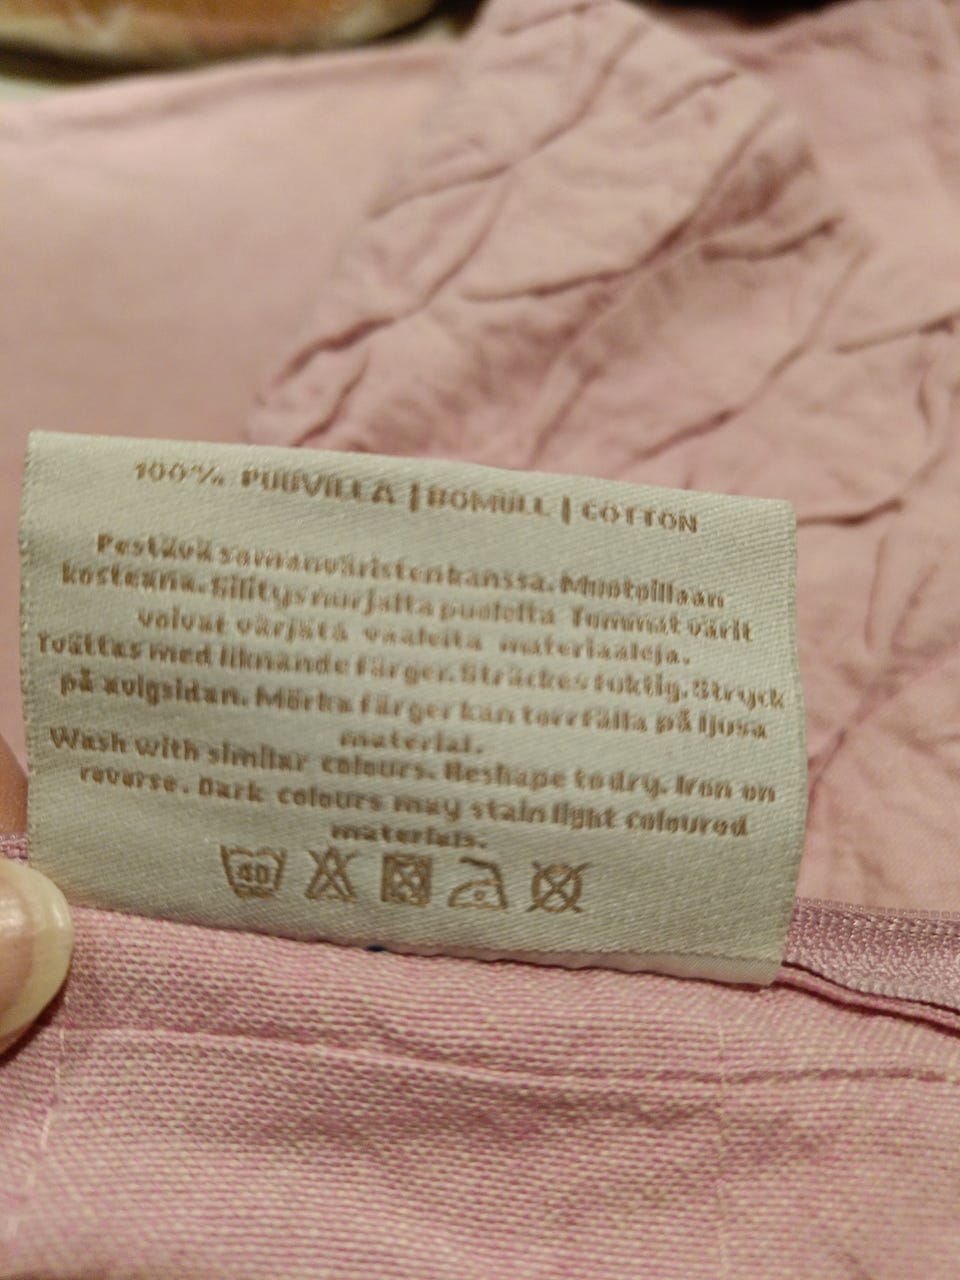 100% PUUVILLA | BOMULL | COTTON
Pestävä samanväristen kanssa. Muotoillaan
kosteana. Silitys nurjalta puolelta Tummat värit
voivat värjätä vaaleita materiaaleja.
Tvättas med liknande färger. Sträckes fuktig. Stryck
på avigsidan. Mörka färger kan torrfälla på ljusa
material.
Wash with similar colours. Reshape to dry. Iron on
reverse. Dark colours may stain light coloured
materials.
40